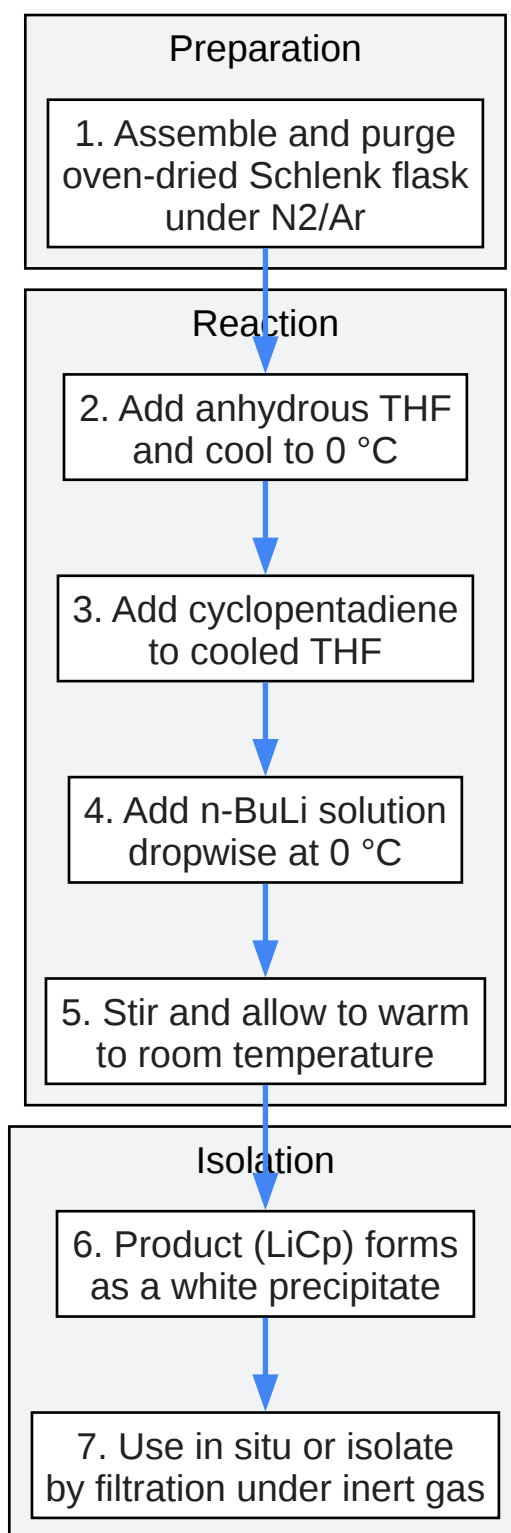 Preparation
1. Assemble and purge
oven-dried Schlenk flask
under N2/Ar
Reaction
2. Add anhydrous THF
and cool to 0 °C
3. Add cyclopentadiene
to cooled THF
4. Add n-BuLi solution
dropwise at 0 °C
5. Stir and allow to warm
to room temperature
Isolation
6. Product (LiCp) forms
as a white precipitate
7. Use in situ or isolate
by filtration under inert gas